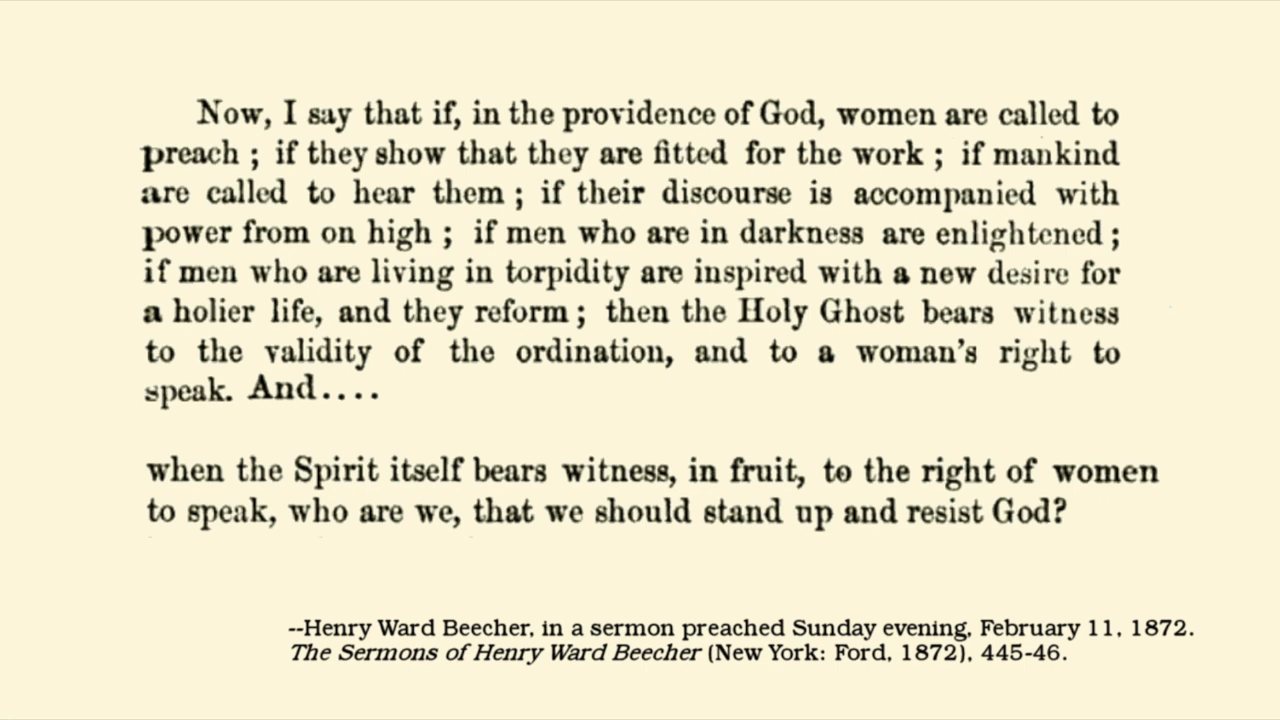 Now, I say that if, in the providence of God, women are called to
preach ; if they show that they are fitted for the work ; if mankind
are called to hear them ; if their discourse is accompanied with
power from on high ; if men who are in darkness are enlightened ;
if men who are living in torpidity are inspired with a new desire for
a holier life, and they reform ; then the Holy Ghost bears witness
to the validity of the ordination, and to a woman's right to
speak. And....
when the Spirit itself bears witness, in fruit, to the right of women
to speak, who are we, that we should stand up and resist God?
--Henry Ward Beecher, in a sermon preached Sunday evening, February 11, 1872.
The Sermons of Henry Ward Beecher (New York: Ford, 1872), 445-46.